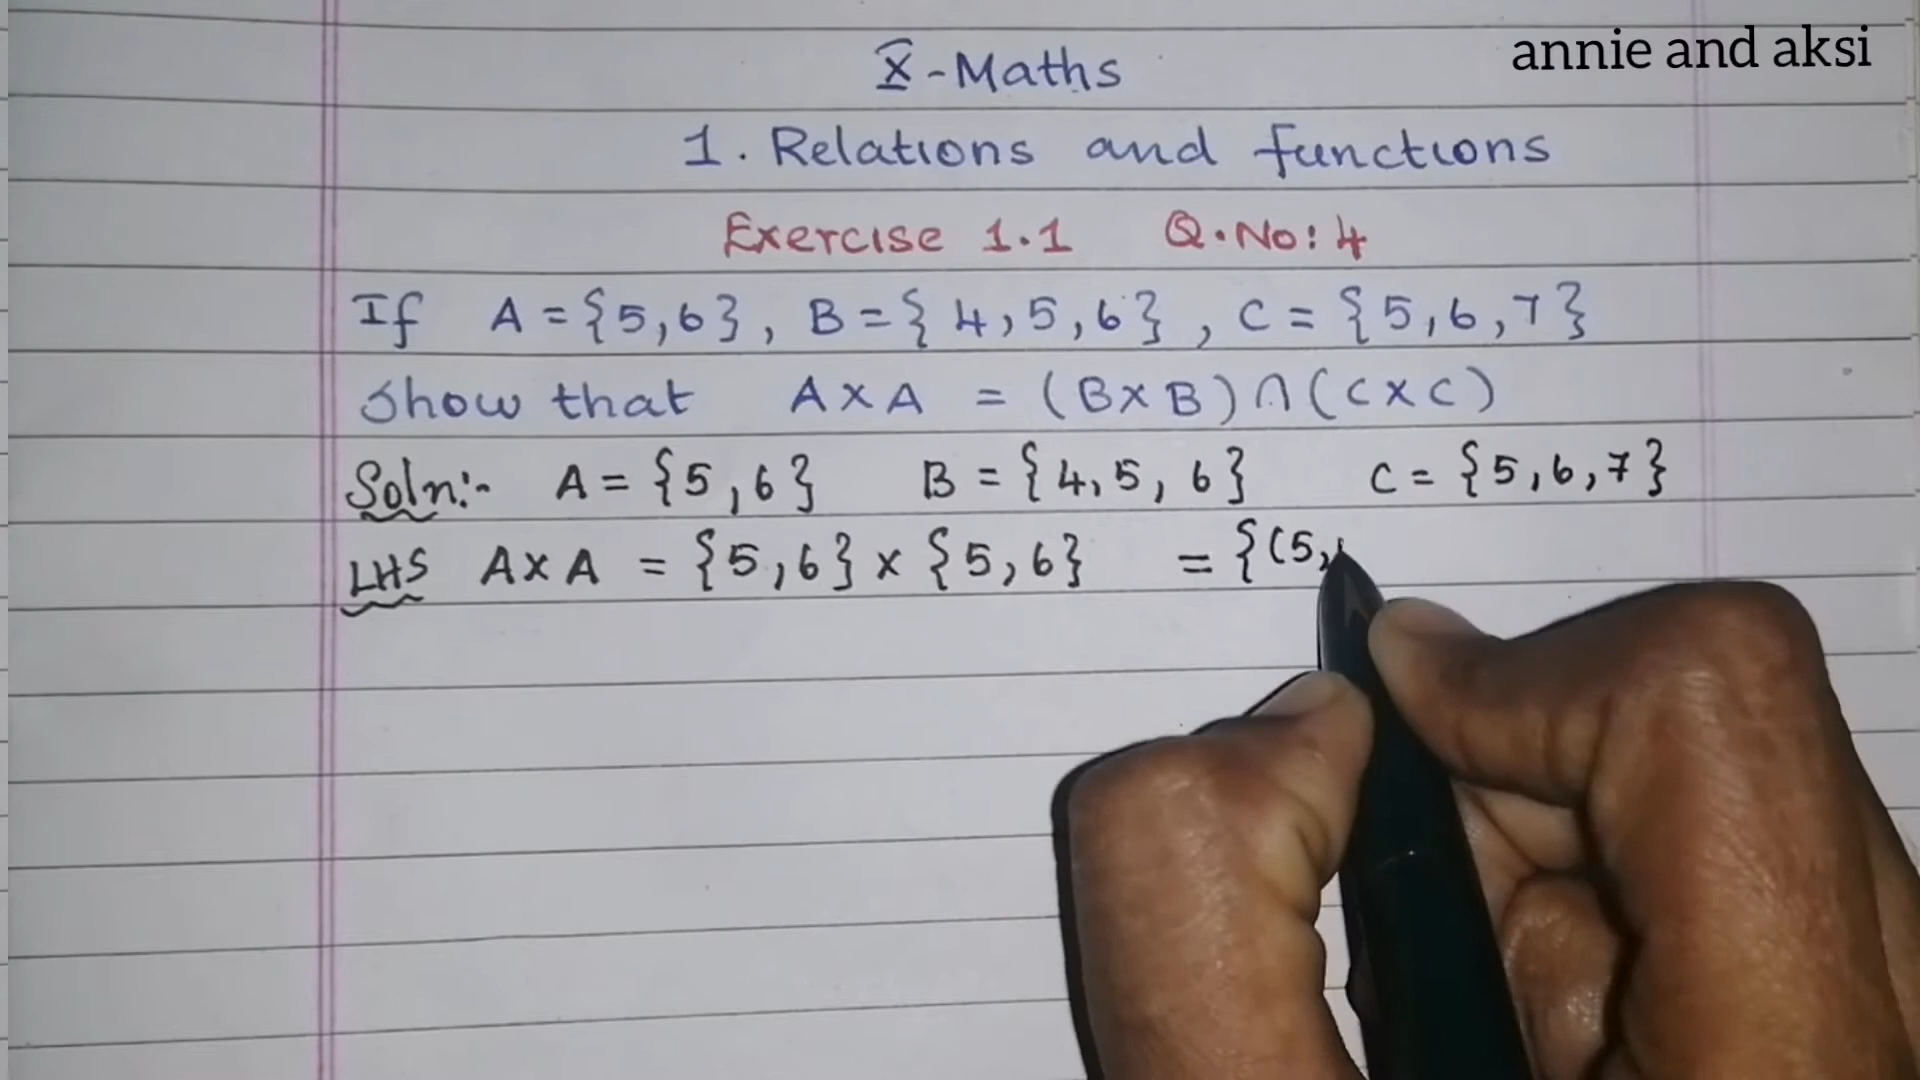 annie and aksi
X-Maths
1. Relations and functions
Exercise 1.1 Q.No: 4
If A = {5,6}, B = {4,5,6}, C = {5,6,7}
Show that A×A = (B×B)∩(C×C)
Soln:- A = {5,6} B = {4,5,6} C = {5,6,7}
LHS A×A = {5,6} × {5,6} = {(5,